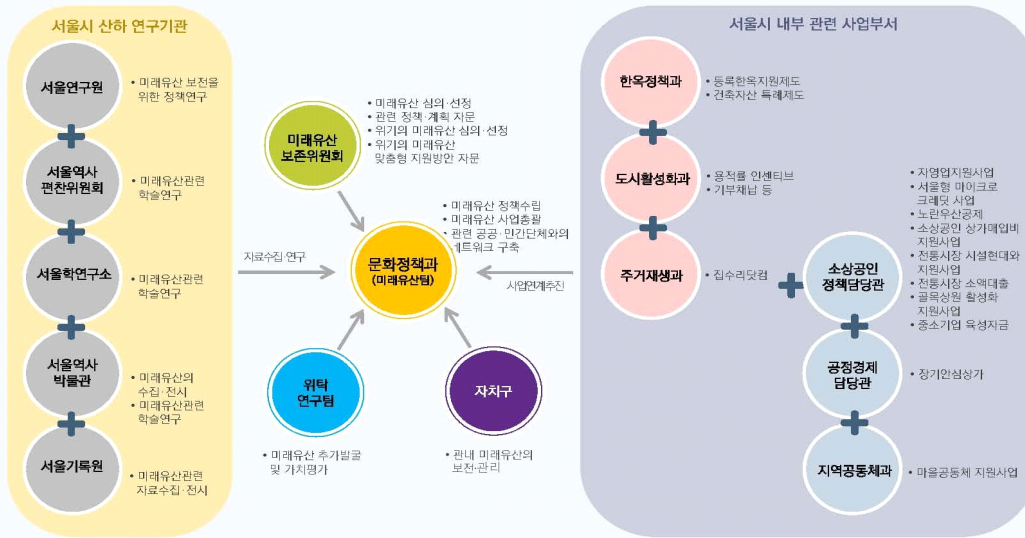 서울시 산하 연구기관
서울연구원
• 미래유산 보전을
위한 정책연구
서울역사
편찬위원회
• 미래유산관련
학술연구
서울학연구소
• 미래유산관련
학술연구
서울역사
박물관
• 미래유산의
수집·전시
• 미래유산관련
학술연구
서울기록원
• 미래유산관련
자료수집·전시
자료수집·연구
미래유산
보존위원회
• 미래유산 심의·선정
• 관련 정책·계획 자문
• 위기의 미래유산 심의·선정
• 위기의 미래유산
맞춤형 지원방안 자문
• 미래유산 정책수립
• 미래유산 사업총괄
• 관련 공공·민간단체와의
네트워크 구축
문화정책과
(미래유산팀)
사업연계추진
위탁
연구팀
• 미래유산 추가발굴
및 가치평가
자치구
• 관내 미래유산의
보전·관리
서울시 내부 관련 사업부서
한옥정책과
• 등록한옥지원제도
• 건축자산 특례제도
도시활성화과
• 용적률 인센티브
• 기부채납 등
주거재생과
• 집수리닷컴
소상공인
정책담당관
• 자영업지원사업
• 서울형 마이크로
크레딧 사업
• 노란우산공제
• 소상공인 상가매입비
지원사업
• 전통시장 시설현대와
지원사업
• 전통시장 소액대출
• 골목상원 활성화
지원사업
• 중소기업 육성자금
공정경제
담당관
• 장기안심상가
지역공동체과
• 마을공동체 지원사업